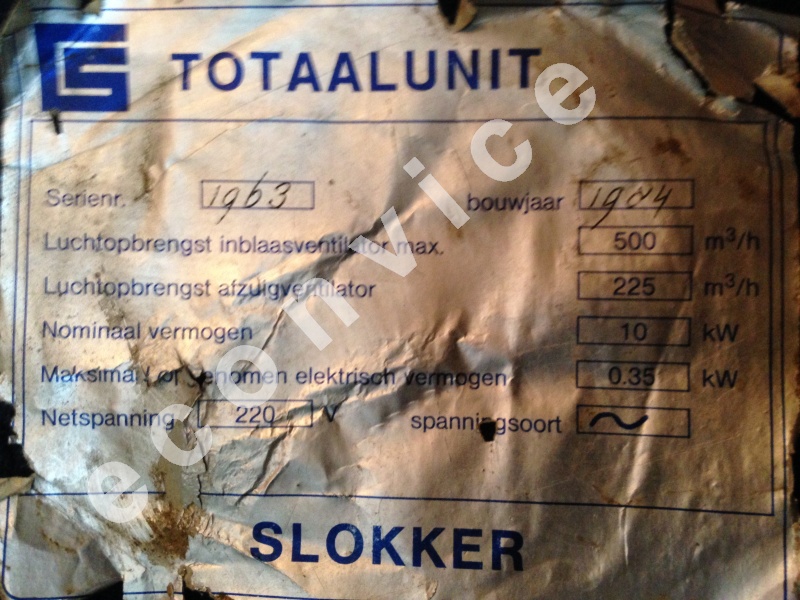 TOTAALUNIT
Serienr. 1963 bouwjaar 1984
Luchtopbrengst inblaasventilator max. 500 m³/h
Luchtopbrengst afzuigventilator 225 m³/h
Nominaal vermogen 10 kW
elektrisch vermogen 0.35 kW
Netspanning 220 V spanningsoort ~
SLOKKER
econvice